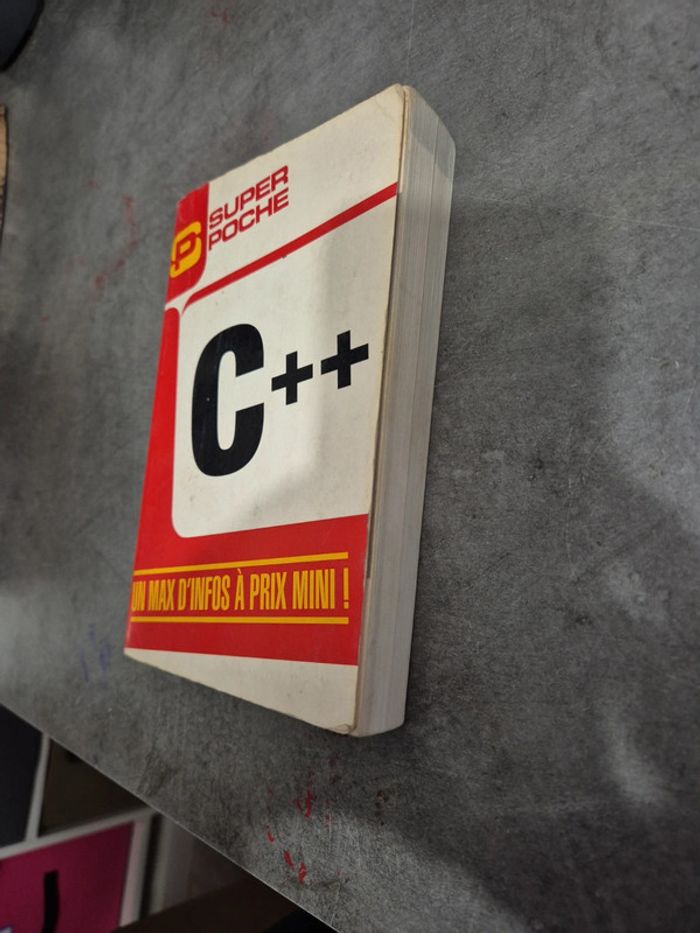 SUPER
POCHE
C++
UN MAX D'INFOS À PRIX MINI !